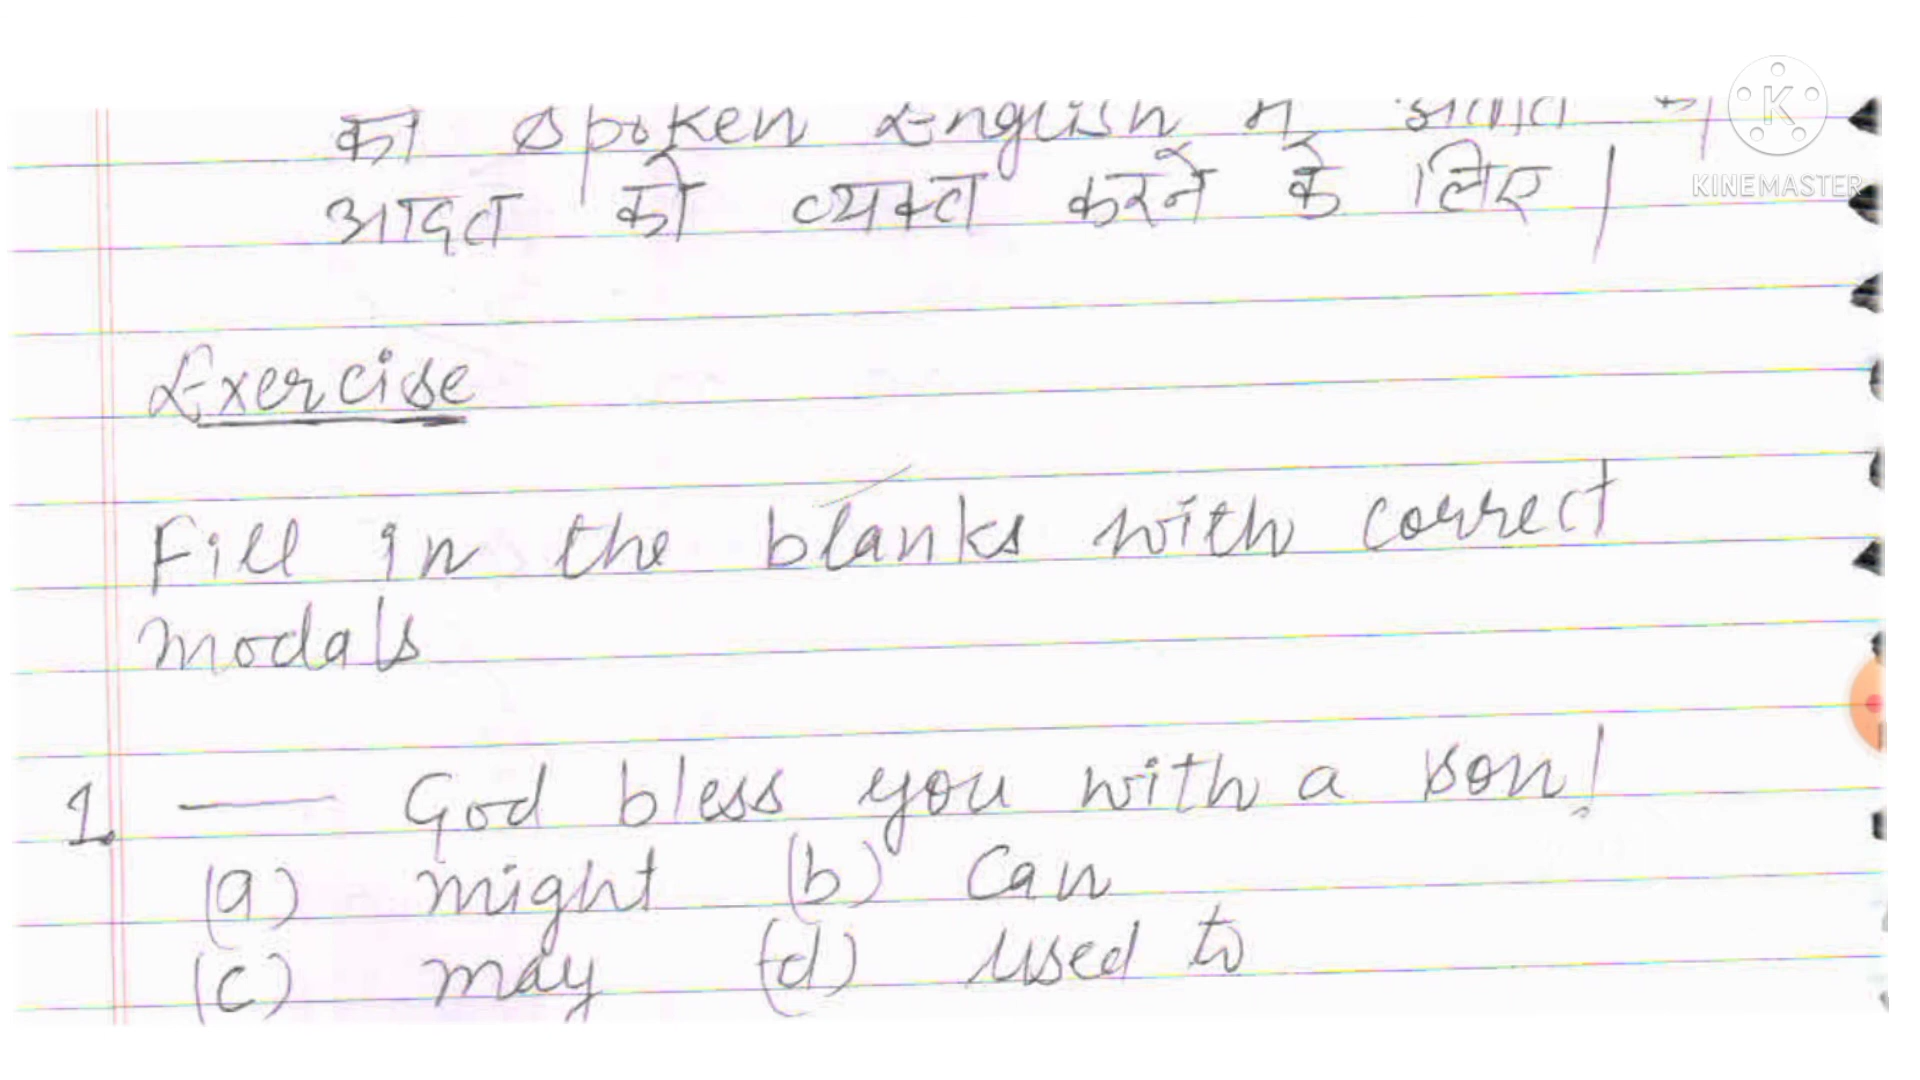 का spoken English में अतीत की
आदत को व्यक्त करने के लिए |
KINEMASTER
Exercise
Fill in the blanks with correct
modals
1. — God bless you with a son!
(a) might (b) Can
(c) may (d) used to